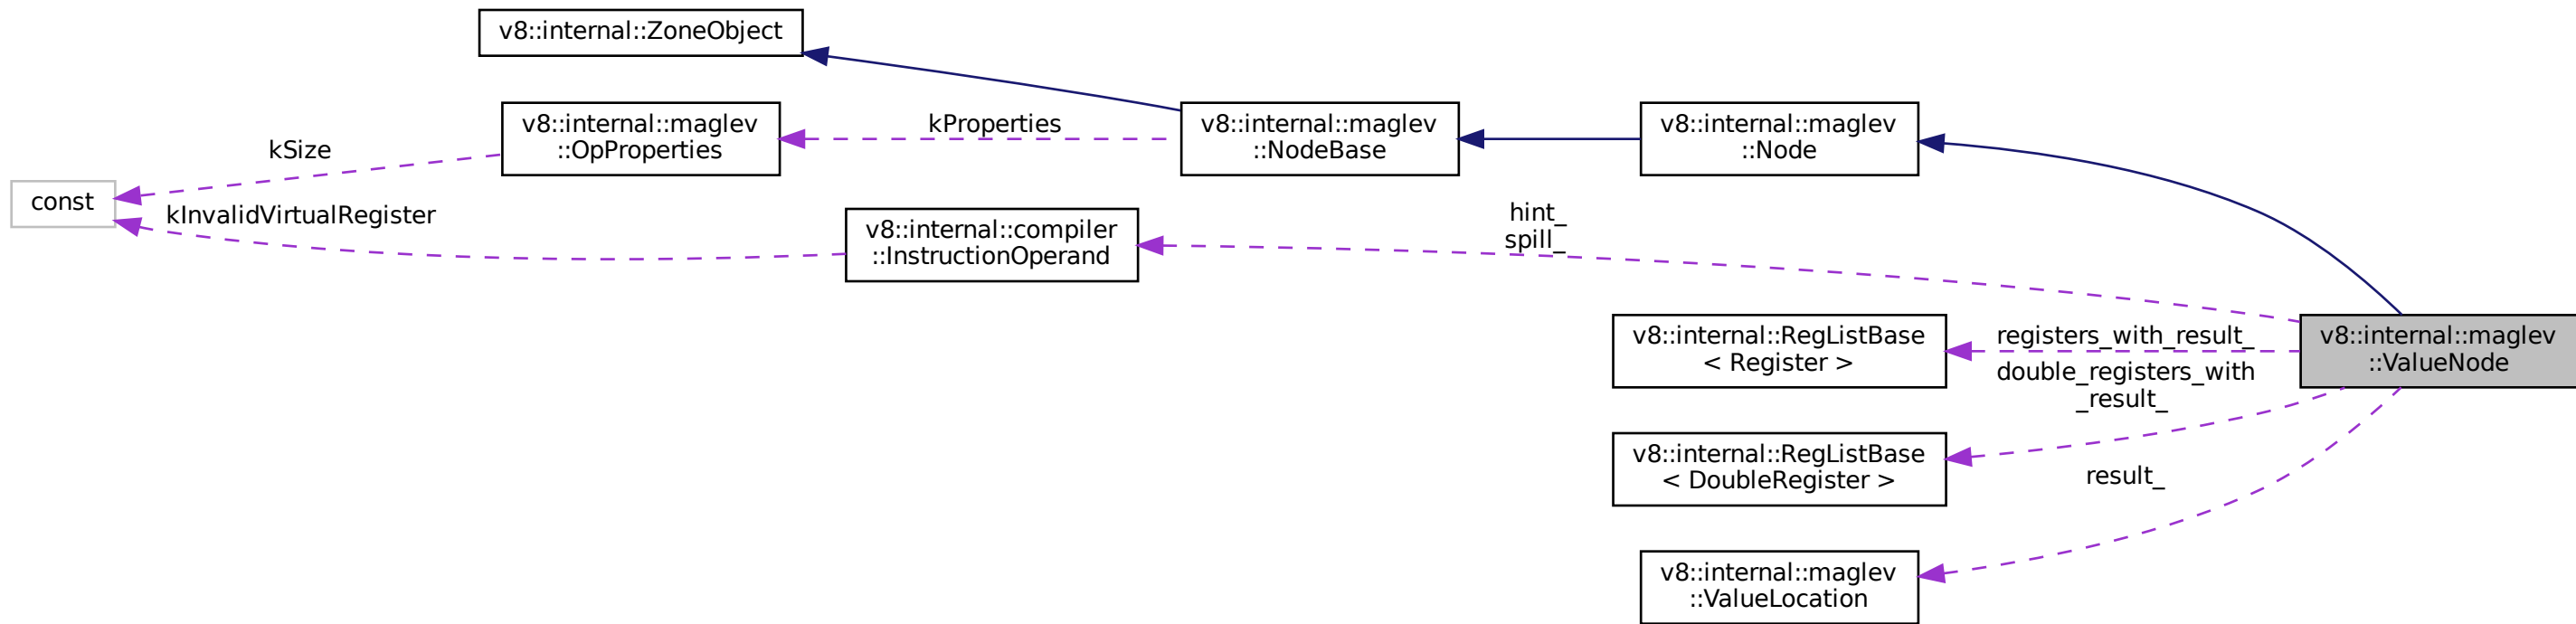 v8::internal::ZoneObject
v8::internal::maglev
::OpProperties
kProperties
v8::internal::maglev
::NodeBase
v8::internal::maglev
::Node
kSize
const
kInvalidVirtualRegister
v8::internal::compiler
::InstructionOperand
hint_
spill_
v8::internal::RegListBase
< Register >
registers_with_result_
double_registers_with
_result_
v8::internal::maglev
::ValueNode
v8::internal::RegListBase
< DoubleRegister >
result_
v8::internal::maglev
::ValueLocation